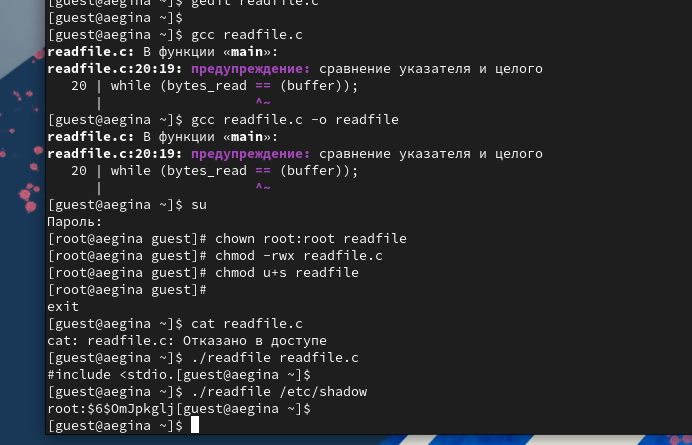 [guest@aegina ~]$ gedit readfile.c
[guest@aegina ~]$
[guest@aegina ~]$ gcc readfile.c
readfile.c: В функции «main»:
readfile.c:20:19: предупреждение: сравнение указателя и целого
   20 | while (bytes_read == (buffer));
      |                   ^~
[guest@aegina ~]$ gcc readfile.c -o readfile
readfile.c: В функции «main»:
readfile.c:20:19: предупреждение: сравнение указателя и целого
   20 | while (bytes_read == (buffer));
      |                   ^~
[guest@aegina ~]$ su
Пароль:
[root@aegina guest]# chown root:root readfile
[root@aegina guest]# chmod -rwx readfile.c
[root@aegina guest]# chmod u+s readfile
[root@aegina guest]#
exit
[guest@aegina ~]$ cat readfile.c
cat: readfile.c: Отказано в доступе
[guest@aegina ~]$ ./readfile readfile.c
#include <stdio.[guest@aegina ~]$
[guest@aegina ~]$ ./readfile /etc/shadow
root:$6$OmJpkglj[guest@aegina ~]$
[guest@aegina ~]$